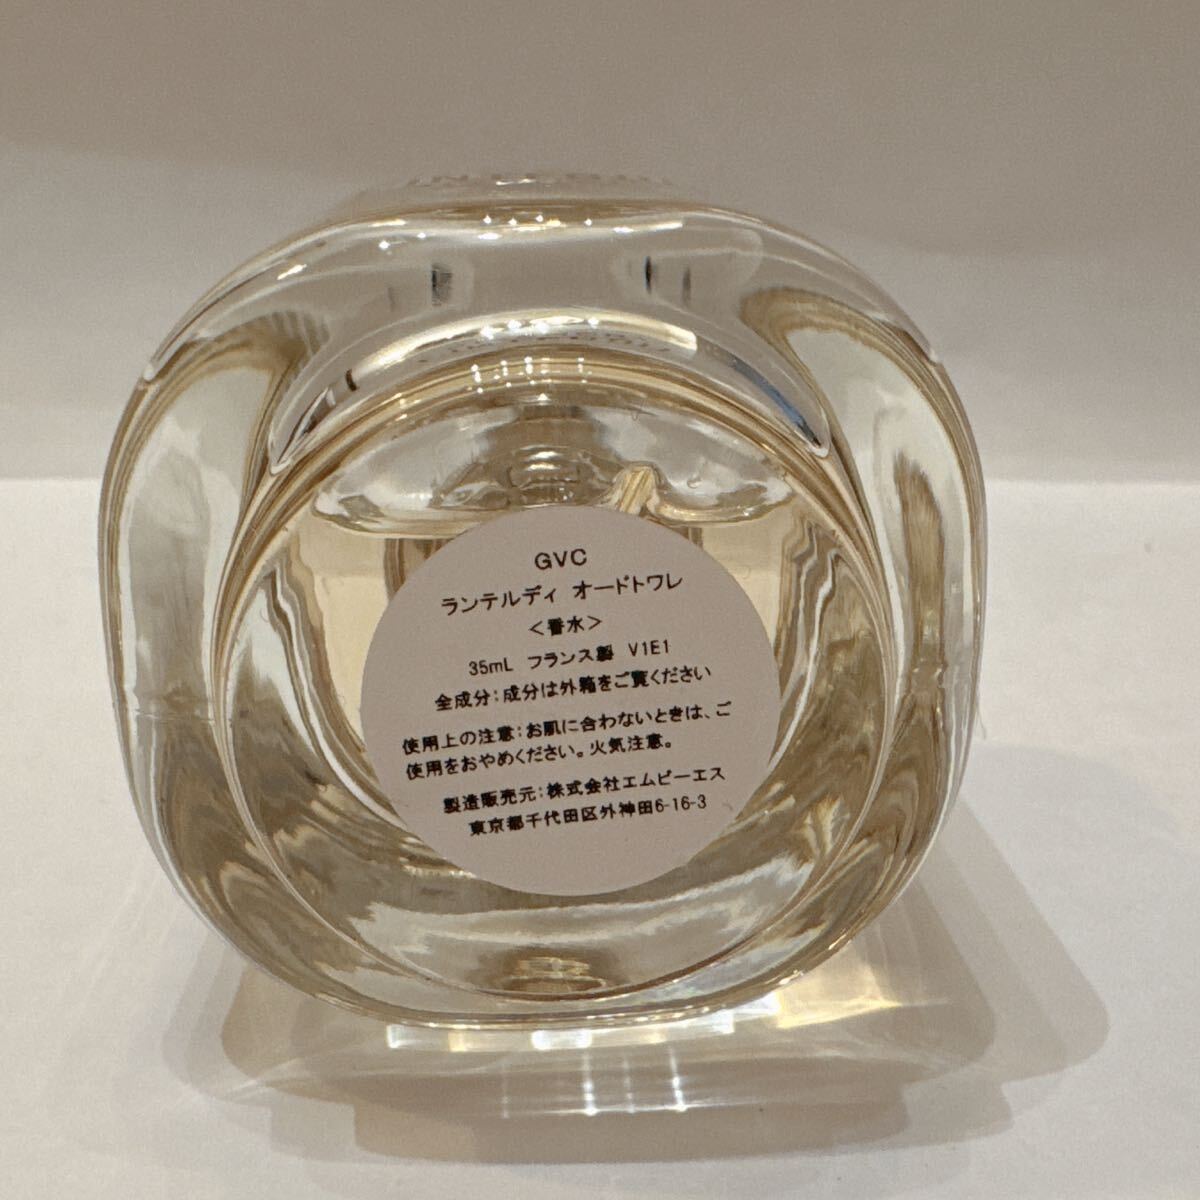 GVC
ランテルディ オードトワレ
＜香水＞
35mL フランス製 V1E1
全成分：成分は外箱をご覧ください
使用上の注意：お肌に合わないときは、ご
使用をおやめください。火気注意。
製造販売元：株式会社エムピーエス
東京都千代田区外神田6-16-3